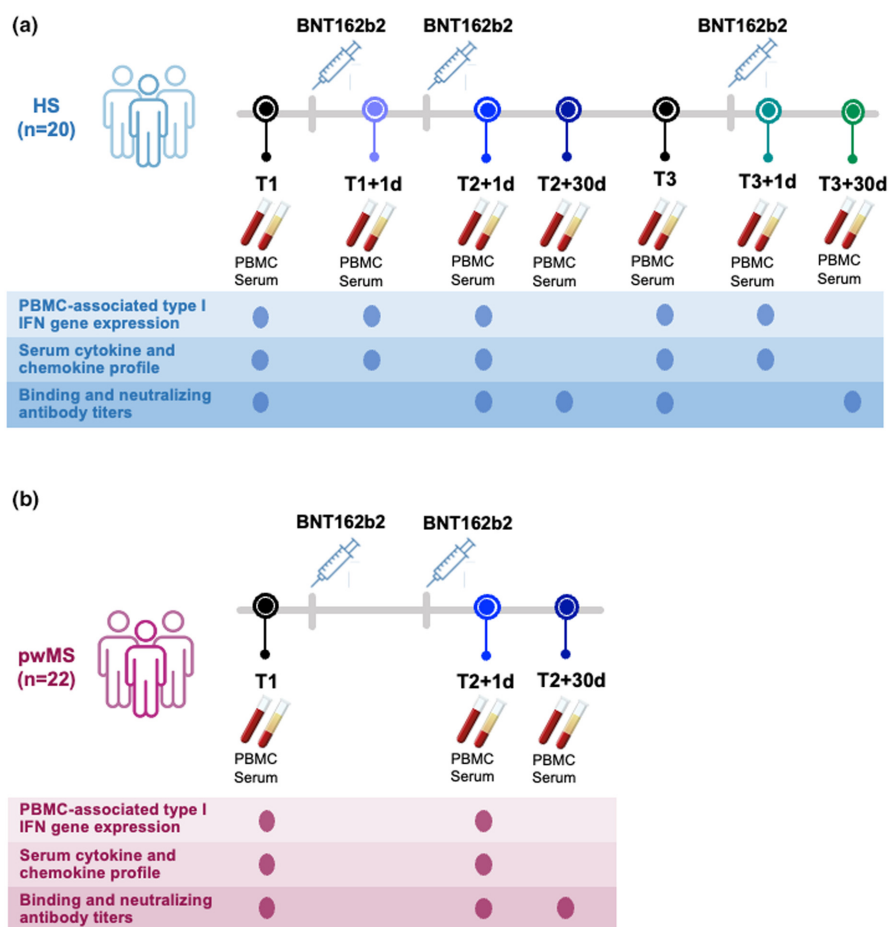 (a)
BNT162b2 BNT162b2 BNT162b2
HS
(n=20)
T1 T1+1d T2+1d T2+30d T3 T3+1d T3+30d
PBMC PBMC PBMC PBMC PBMC PBMC PBMC
Serum Serum Serum Serum Serum Serum Serum
PBMC-associated type I
IFN gene expression
Serum cytokine and
chemokine profile
Binding and neutralizing
antibody titers
(b)
BNT162b2 BNT162b2
pwMS
(n=22)
T1 T2+1d T2+30d
PBMC PBMC PBMC
Serum Serum Serum
PBMC-associated type I
IFN gene expression
Serum cytokine and
chemokine profile
Binding and neutralizing
antibody titers